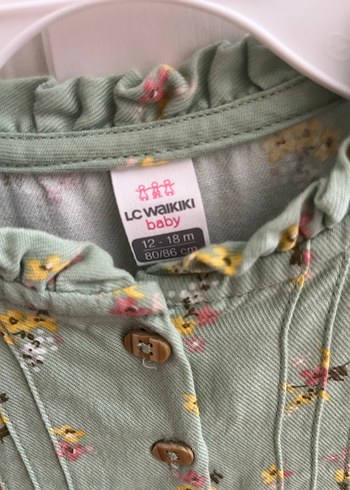 LC WAIKIKI
baby
12 - 18 m
80/86 cm